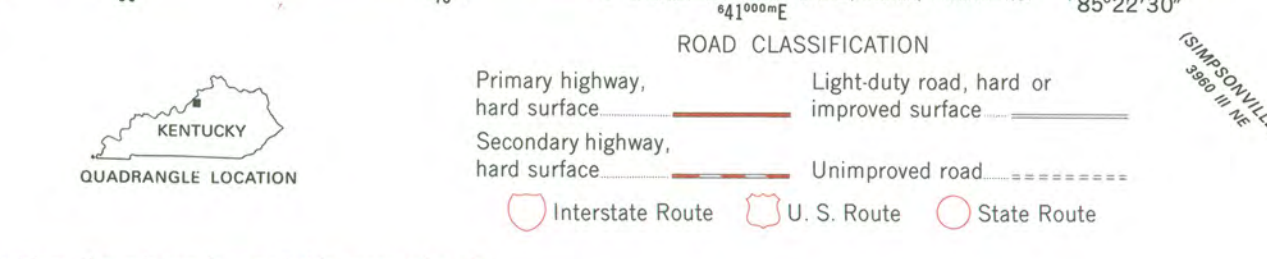 ⁶41⁰⁰⁰ᵐE
85°22'30"
(SIMPSONVILLE
3960 III NE
ROAD CLASSIFICATION
Primary highway,
hard surface
Light-duty road, hard or
improved surface
Secondary highway,
hard surface
Unimproved road
Interstate Route
U. S. Route
State Route
KENTUCKY
QUADRANGLE LOCATION